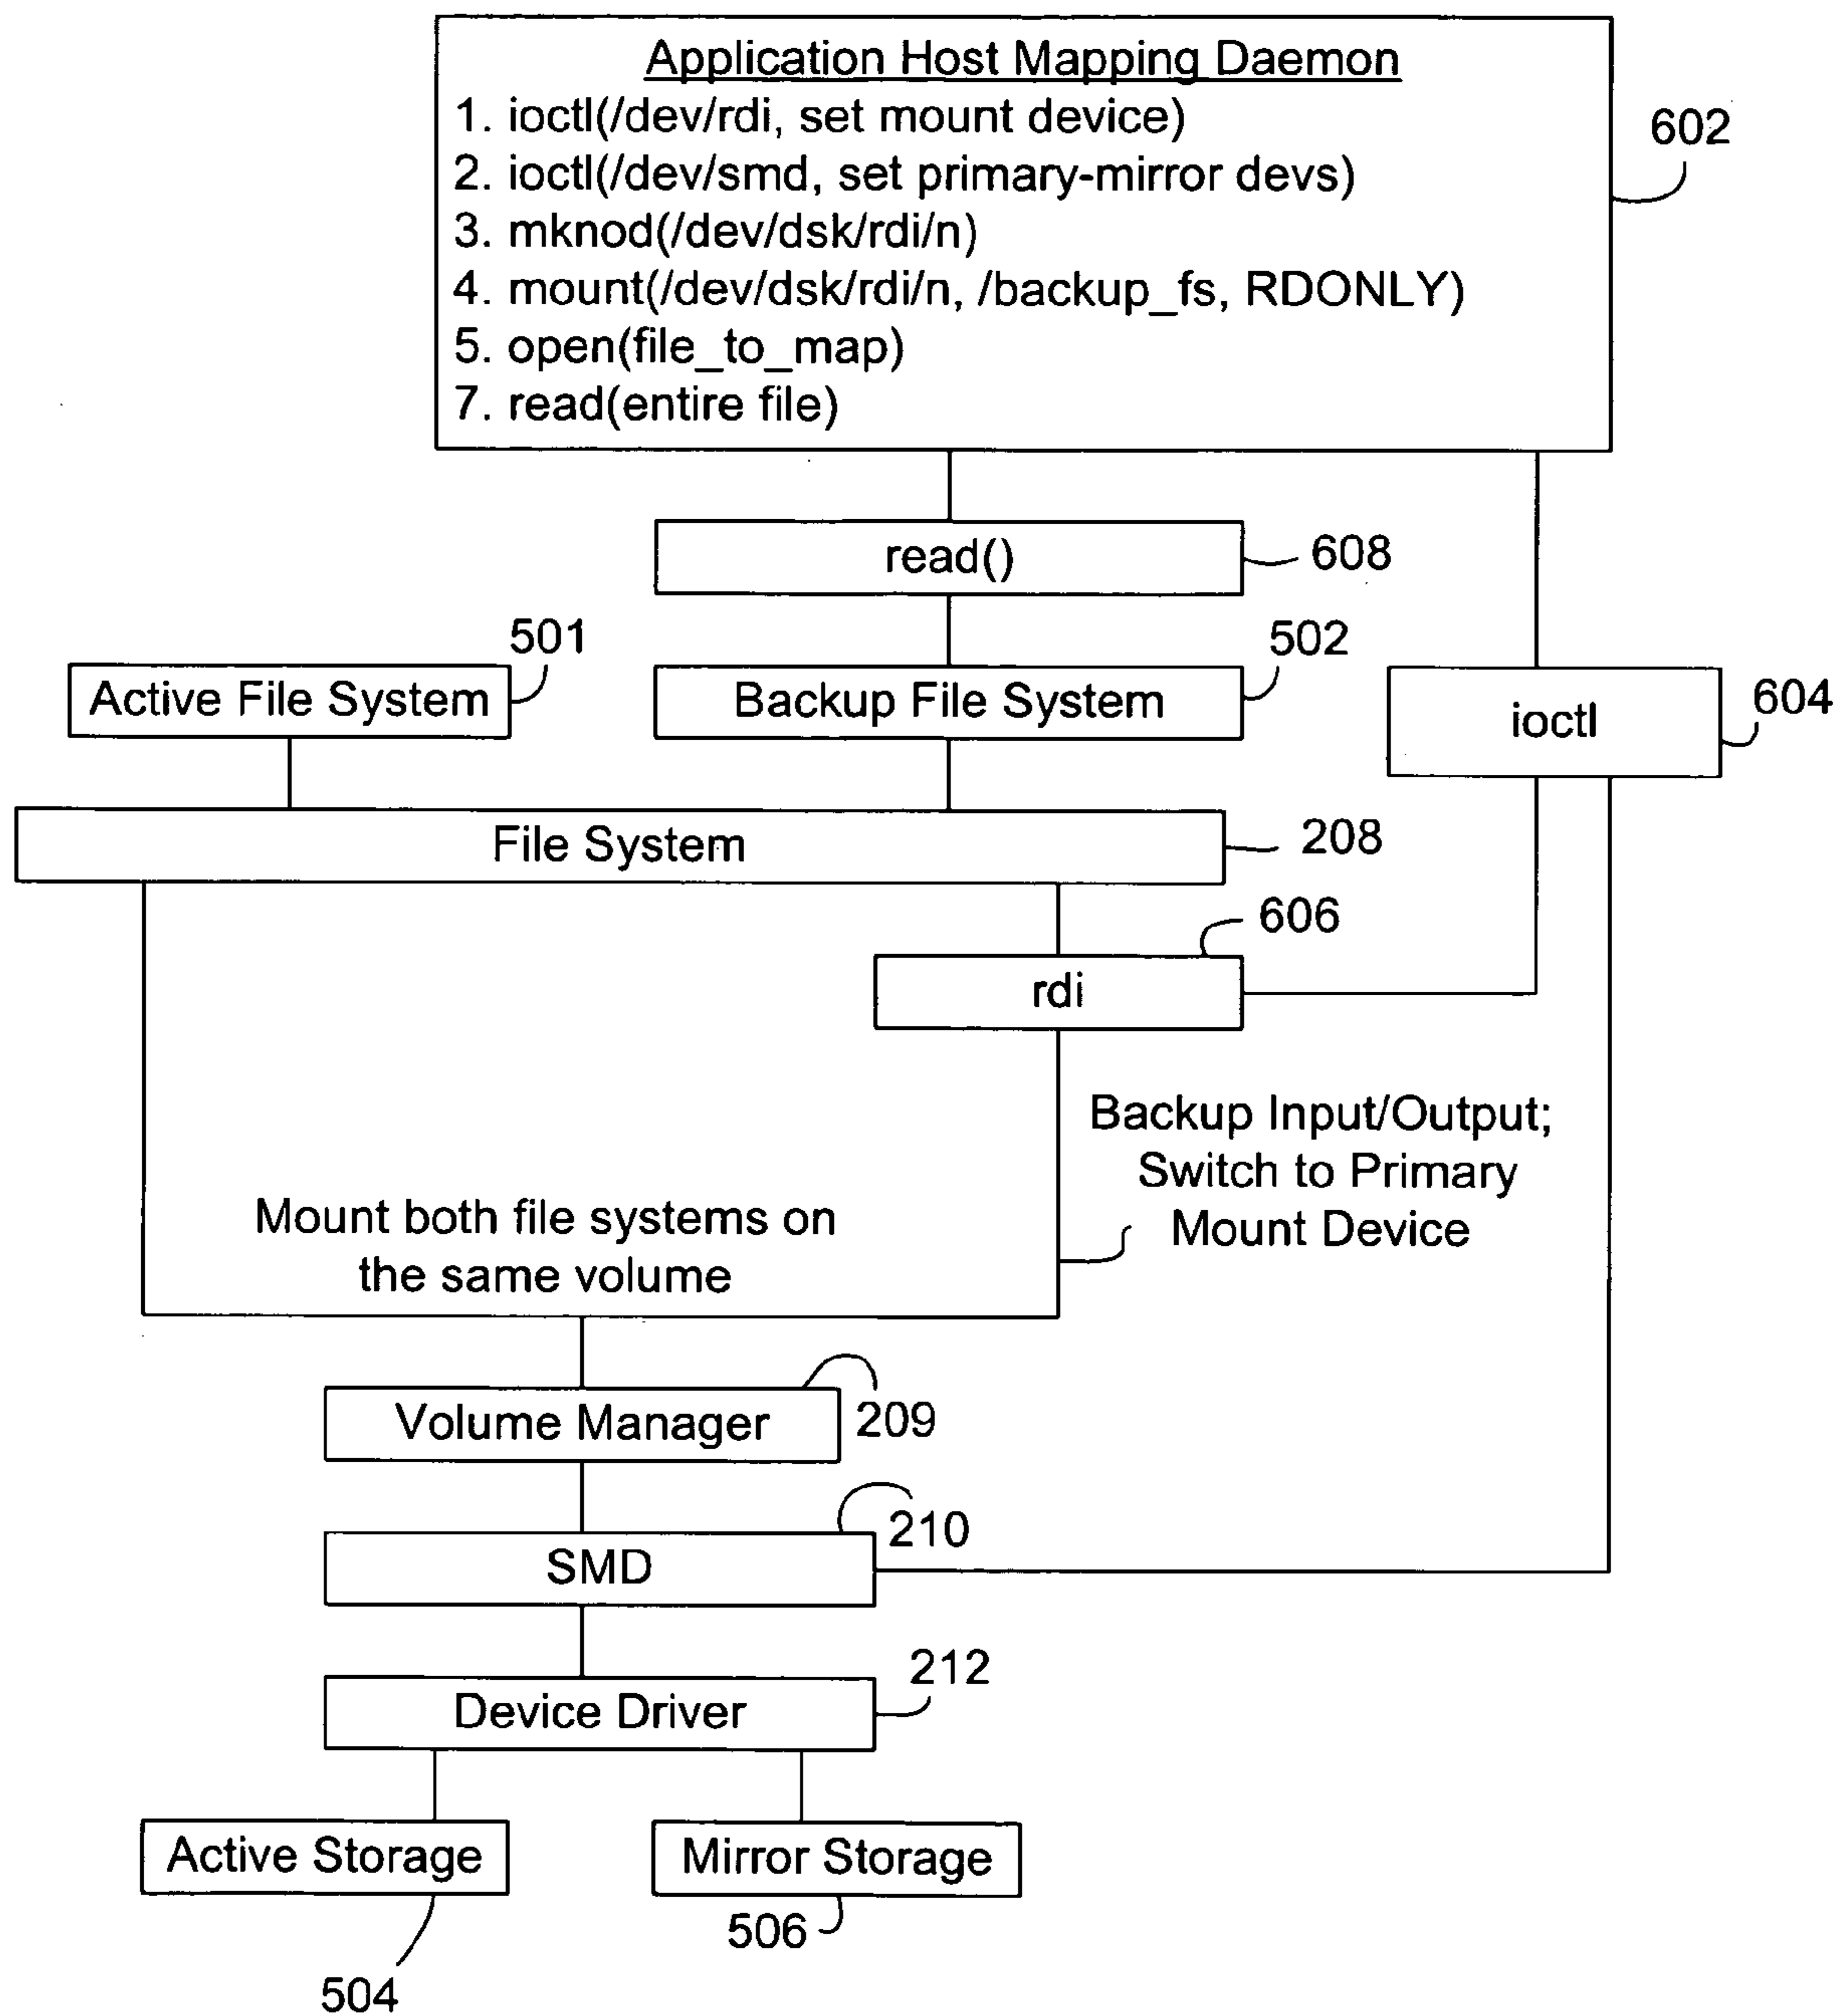 Application Host Mapping Daemon
1. ioctl(/dev/rdi, set mount device)
2. ioctl(/dev/smd, set primary-mirror devs)
3. mknod(/dev/dsk/rdi/n)
4. mount(/dev/dsk/rdi/n, /backup_fs, RDONLY)
5. open(file_to_map)
7. read(entire file)
602
read()
608
501
502
Active File System
Backup File System
ioctl
604
File System
208
606
rdi
Backup Input/Output;
Switch to Primary
Mount Device
Mount both file systems on
the same volume
Volume Manager
209
210
SMD
212
Device Driver
Active Storage
Mirror Storage
506
504